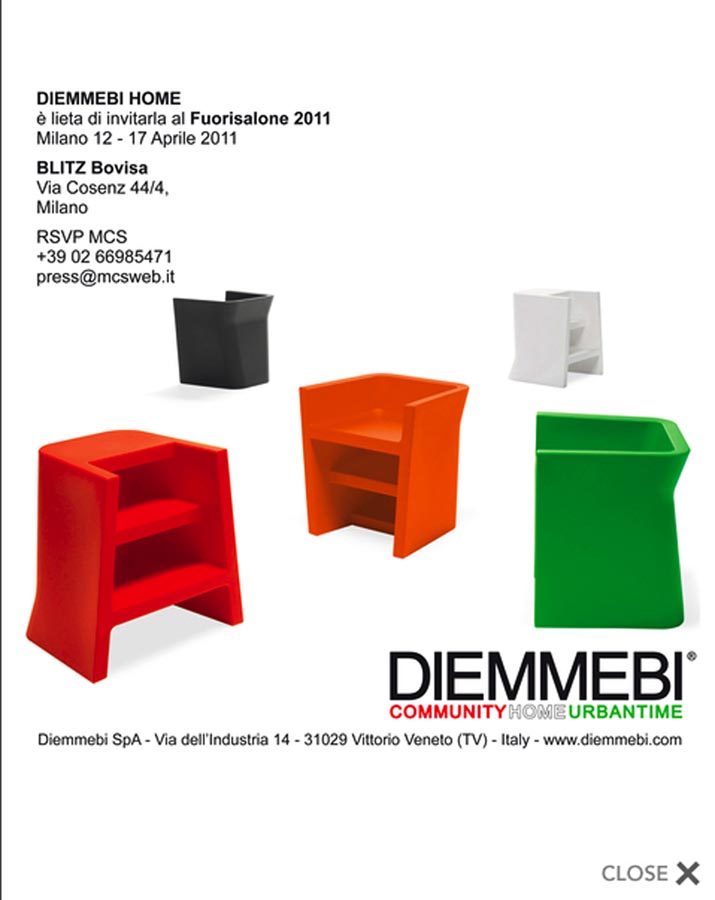 DIEMMEBI HOME
è lieta di invitarla al Fuorisalone 2011
Milano 12 - 17 Aprile 2011
BLITZ Bovisa
Via Cosenz 44/4,
Milano
RSVP MCS
+39 02 66985471
press@mcsweb.it
DIEMMEBI®
COMMUNITYHOMEURBANTIME
Diemmebi SpA - Via dell'Industria 14 - 31029 Vittorio Veneto (TV) - Italy - www.diemmebi.com
CLOSE